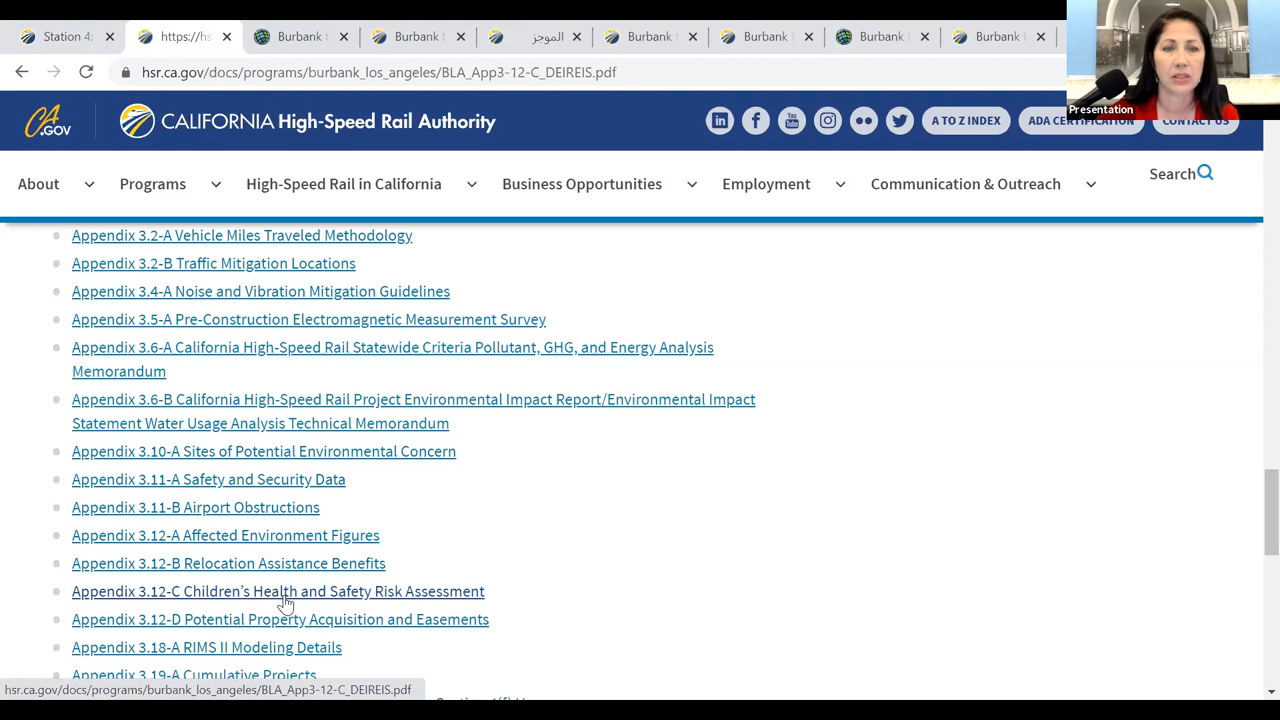 Station 4:
https://hs
Burbank t
Burbank t
الموجز
Burbank t
Burbank t
Burbank t
Burbank t
hsr.ca.gov/docs/programs/burbank_los_angeles/BLA_App3-12-C_DEIREIS.pdf
Presentation
CA.GOV
CALIFORNIA High-Speed Rail Authority
A TO Z INDEX
ADA CERTIFICATION
CONTACT US
About
Programs
High-Speed Rail in California
Business Opportunities
Employment
Communication & Outreach
Search
Appendix 3.2-A Vehicle Miles Traveled Methodology
Appendix 3.2-B Traffic Mitigation Locations
Appendix 3.4-A Noise and Vibration Mitigation Guidelines
Appendix 3.5-A Pre-Construction Electromagnetic Measurement Survey
Appendix 3.6-A California High-Speed Rail Statewide Criteria Pollutant, GHG, and Energy Analysis
Memorandum
Appendix 3.6-B California High-Speed Rail Project Environmental Impact Report/Environmental Impact
Statement Water Usage Analysis Technical Memorandum
Appendix 3.10-A Sites of Potential Environmental Concern
Appendix 3.11-A Safety and Security Data
Appendix 3.11-B Airport Obstructions
Appendix 3.12-A Affected Environment Figures
Appendix 3.12-B Relocation Assistance Benefits
Appendix 3.12-C Children's Health and Safety Risk Assessment
Appendix 3.12-D Potential Property Acquisition and Easements
Appendix 3.18-A RIMS II Modeling Details
Appendix 3.19-A Cumulative Projects
hsr.ca.gov/docs/programs/burbank_los_angeles/BLA_App3-12-C_DEIREIS.pdf